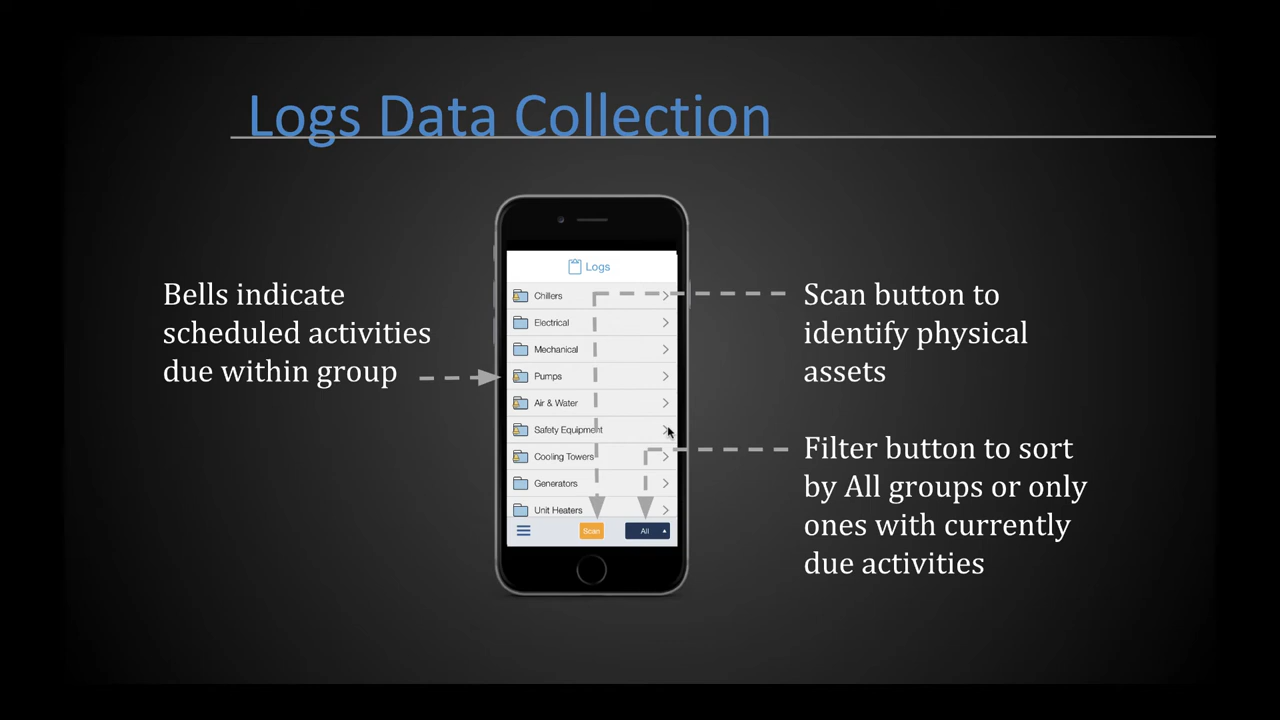 Logs Data Collection
Bells indicate
scheduled activities
due within group
Logs
Chillers
Electrical
Mechanical
Pumps
Air & Water
Safety Equipment
Cooling Towers
Generators
Unit Heaters
Scan
All
Scan button to
identify physical
assets
Filter button to sort
by All groups or only
ones with currently
due activities